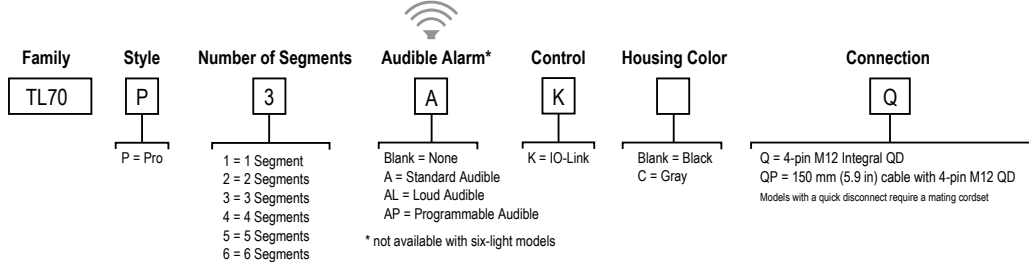 Family Style Number of Segments Audible Alarm* Control Housing Color Connection
TL70 P 3 A K Q
P = Pro
1 = 1 Segment
2 = 2 Segments
3 = 3 Segments
4 = 4 Segments
5 = 5 Segments
6 = 6 Segments
Blank = None
A = Standard Audible
AL = Loud Audible
AP = Programmable Audible
* not available with six-light models
K = IO-Link
Blank = Black
C = Gray
Q = 4-pin M12 Integral QD
QP = 150 mm (5.9 in) cable with 4-pin M12 QD
Models with a quick disconnect require a mating cordset